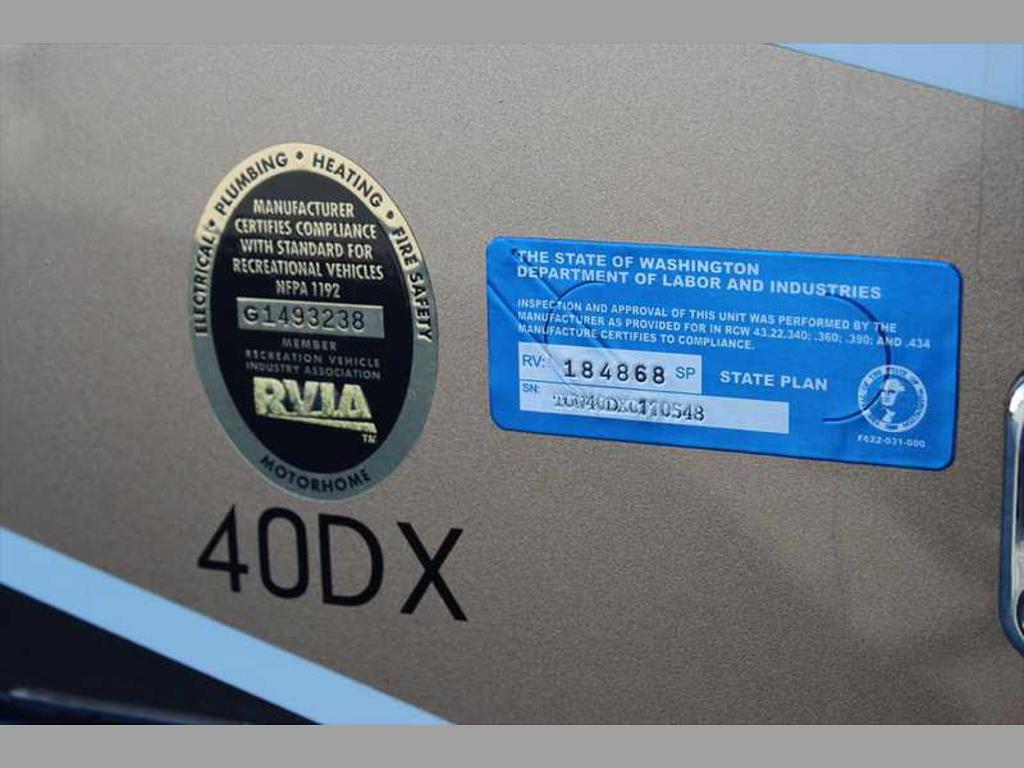 ELECTRICAL • PLUMBING • HEATING • FIRE SAFETY
MANUFACTURER
CERTIFIES COMPLIANCE
WITH STANDARD FOR
RECREATIONAL VEHICLES
NFPA 1192
G1493238
MEMBER
RECREATION VEHICLE
INDUSTRY ASSOCIATION
RVIA
TM
MOTORHOME
40DX
THE STATE OF WASHINGTON
DEPARTMENT OF LABOR AND INDUSTRIES
INSPECTION AND APPROVAL OF THIS UNIT WAS PERFORMED BY THE
MANUFACTURER AS PROVIDED FOR IN RCW 43.22.340; .360; .390; AND .434
MANUFACTURE CERTIFIES TO COMPLIANCE.
RV: 184868 SP STATE PLAN
SN:
F622-031-000